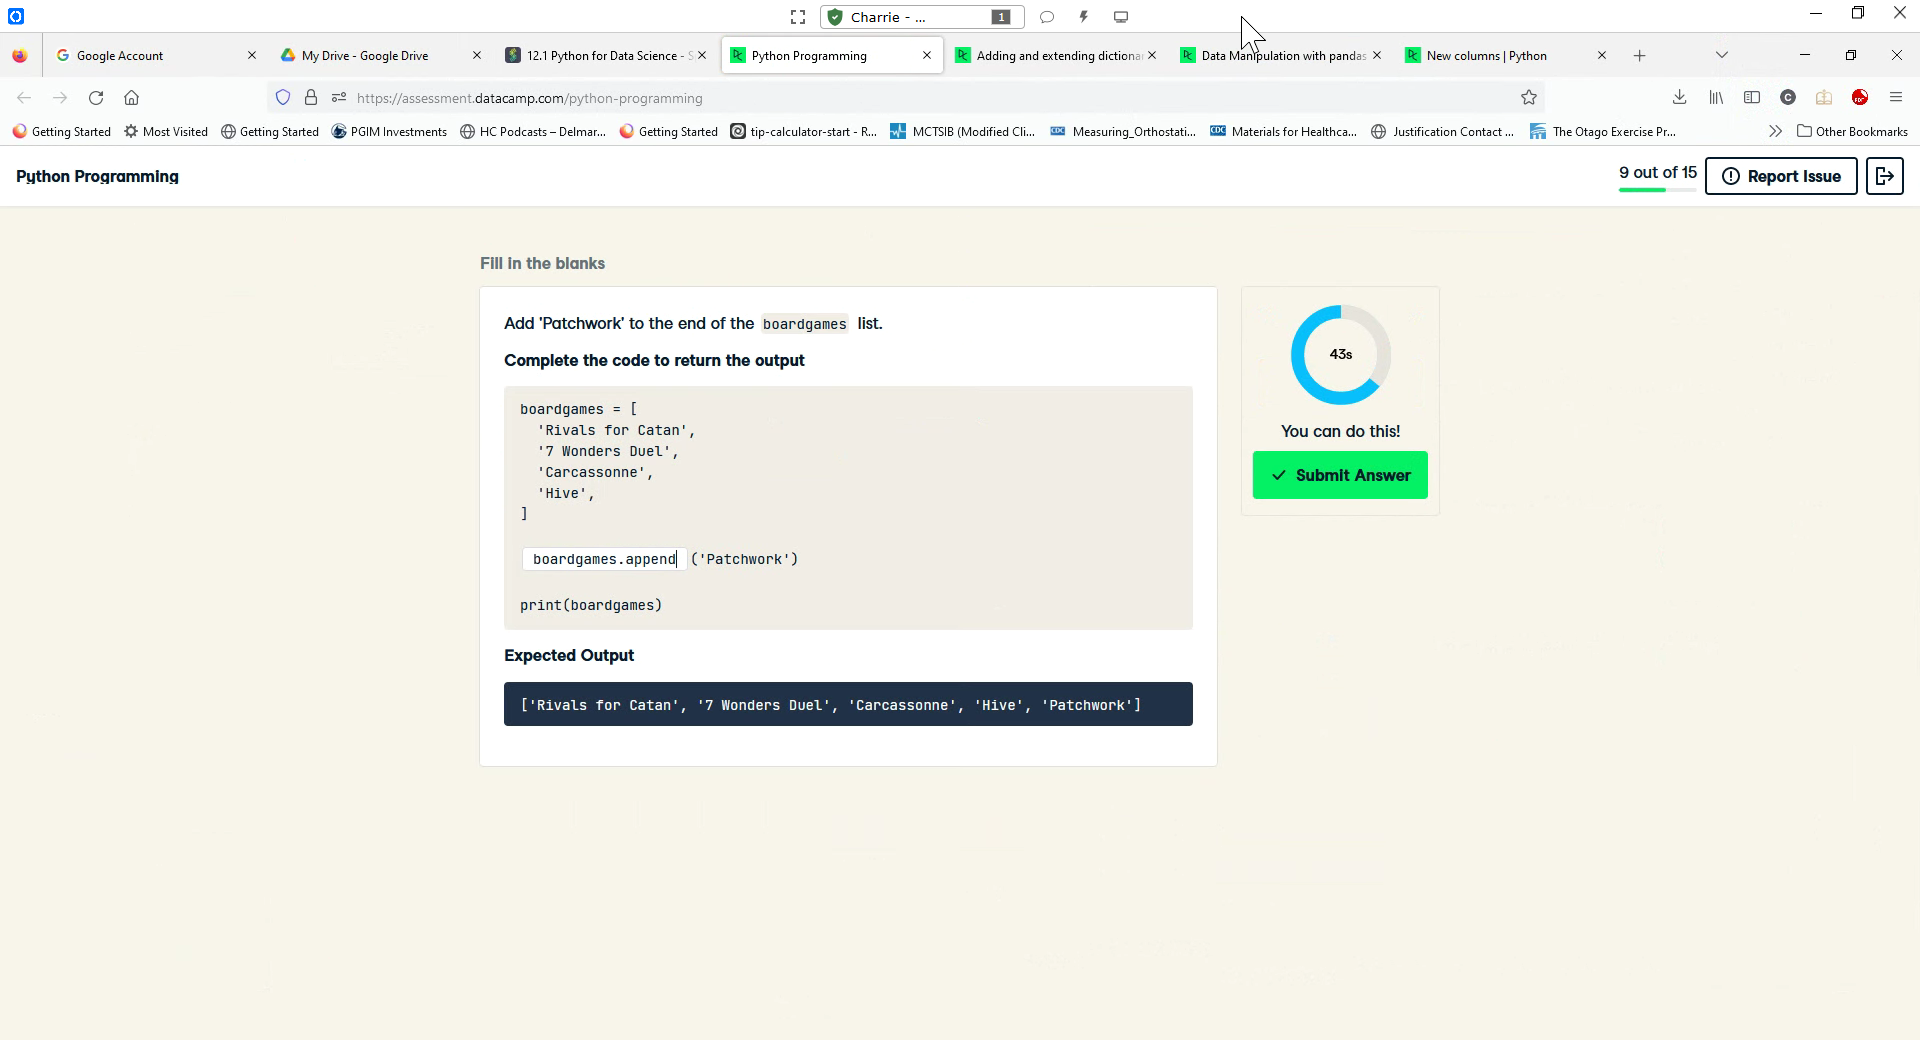 Charrie - ... 1
Google Account
My Drive - Google Drive
12.1 Python for Data Science - S
Python Programming
Adding and extending dictionar
Data Manipulation with pandas
New columns | Python
https://assessment.datacamp.com/python-programming
Getting Started
Most Visited
Getting Started
PGIM Investments
HC Podcasts – Delmar...
Getting Started
tip-calculator-start - R...
MCTSIB (Modified Cli...
CDC Measuring_Orthostati...
CDC Materials for Healthca...
Justification Contact ...
The Otago Exercise Pr...
Other Bookmarks
Python Programming
9 out of 15
Report Issue
Fill in the blanks
Add 'Patchwork' to the end of the boardgames list.
Complete the code to return the output
boardgames = [
'Rivals for Catan',
'7 Wonders Duel',
'Carcassonne',
'Hive',
]
boardgames.append ('Patchwork')
print(boardgames)
Expected Output
['Rivals for Catan', '7 Wonders Duel', 'Carcassonne', 'Hive', 'Patchwork']
43s
You can do this!
Submit Answer